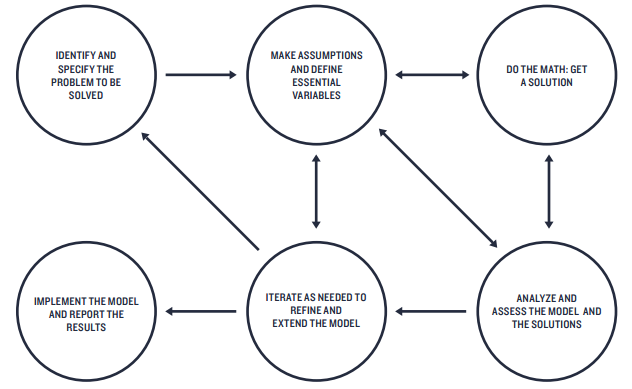 IDENTIFY AND
SPECIFY THE
PROBLEM TO BE
SOLVED
MAKE ASSUMPTIONS
AND DEFINE
ESSENTIAL
VARIABLES
DO THE MATH: GET
A SOLUTION
IMPLEMENT THE MODEL
AND REPORT THE
RESULTS
ITERATE AS NEEDED TO
REFINE AND
EXTEND THE MODEL
ANALYZE AND
ASSESS THE MODEL AND
THE SOLUTIONS